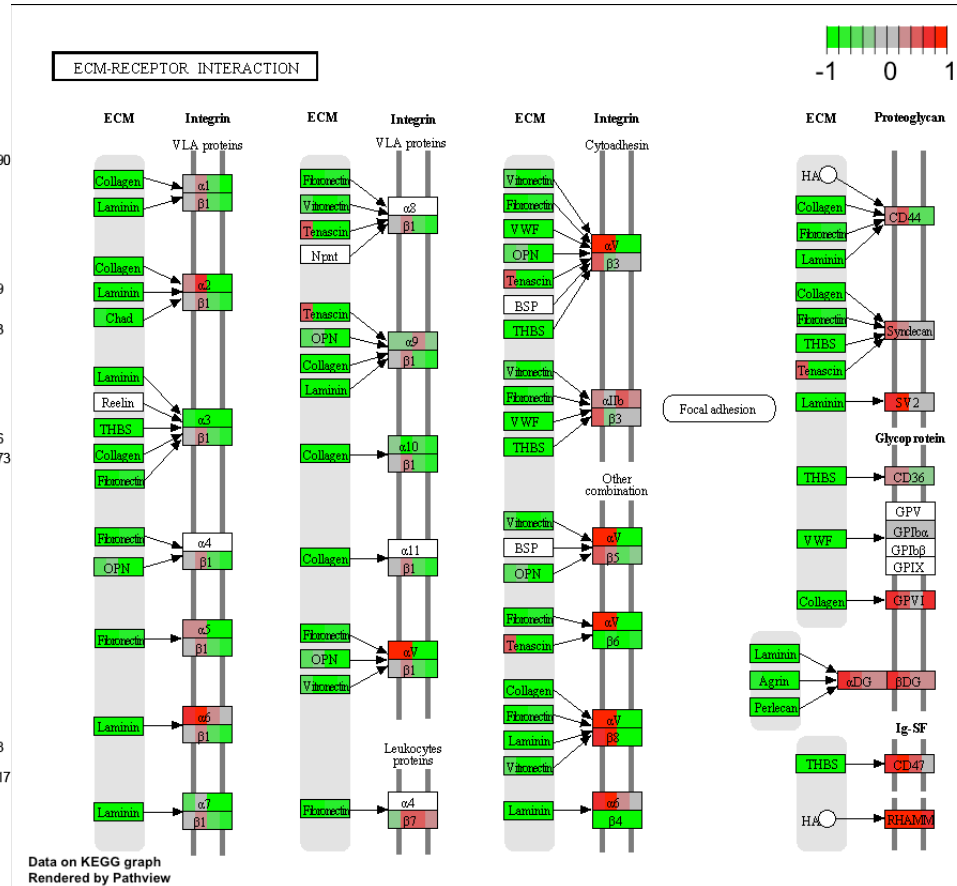 -1 0 1
ECM-RECEPTOR INTERACTION
90
9
6
73
17
ECM
Integrin
VLA proteins
Collagen
Laminin
α1
β1
Collagen
Laminin
Chad
α2
β1
Laminin
Reelin
THBS
Collagen
Fibronectin
α3
β1
Fibronectin
OPN
α4
β1
Fibronectin
α5
β1
Laminin
α6
β1
Laminin
α7
β1
ECM
Integrin
VLA proteins
Fibronectin
Vitronectin
Tenascin
Npnt
α8
β1
Tenascin
OPN
Collagen
Laminin
α9
β1
Collagen
α10
β1
Collagen
α11
β1
Fibronectin
OPN
Vitronectin
αV
β1
Leukocytes
proteins
Fibronectin
α4
β7
ECM
Integrin
Cytoadhesin
Vitronectin
Fibronectin
VWF
OPN
Tenascin
BSP
THBS
αV
β3
Vitronectin
Fibronectin
VWF
THBS
αIIb
β3
Other
combination
Vitronectin
BSP
OPN
αV
β5
Fibronectin
Tenascin
αV
β6
Collagen
Fibronectin
Laminin
Vitronectin
αV
β8
Laminin
α6
β4
Focal adhesion
ECM
Proteoglycan
HA
Collagen
Fibronectin
Laminin
CD44
Collagen
Fibronectin
THBS
Tenascin
Syndecan
Laminin
SV2
Glycoprotein
THBS
CD36
VWF
GPV
GPIbα
GPIbβ
GPIX
Collagen
GPVI
Laminin
Agrin
Perlecan
αDG
βDG
Ig-SF
THBS
CD47
HA
RHAMM
Data on KEGG graph
Rendered by Pathview